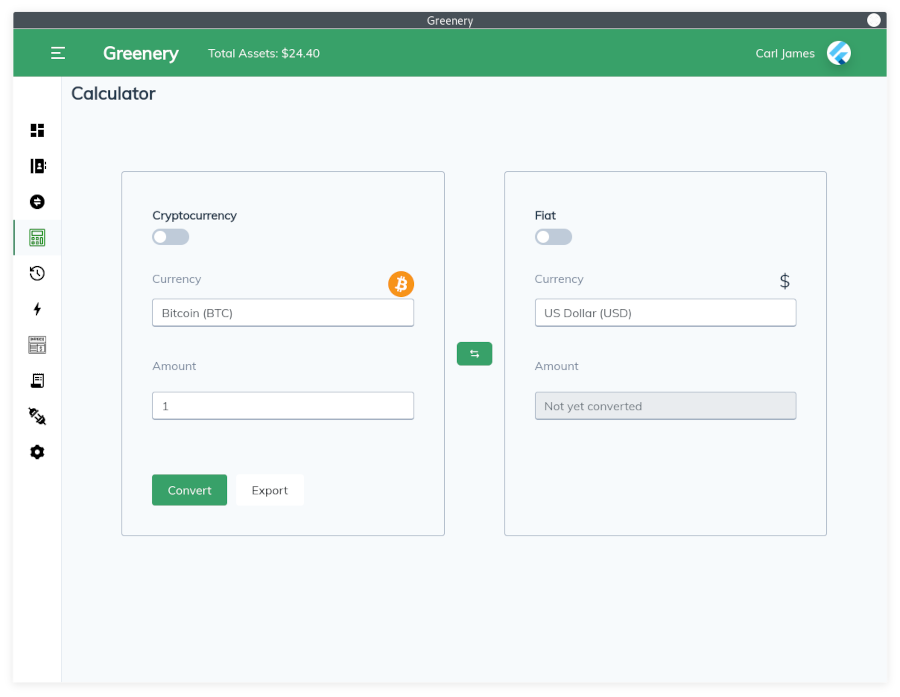 Greenery
Greenery
Total Assets: $24.40
Carl James
Calculator
Cryptocurrency
Currency
Bitcoin (BTC)
Amount
1
Convert
Export
Fiat
Currency
$
US Dollar (USD)
Amount
Not yet converted